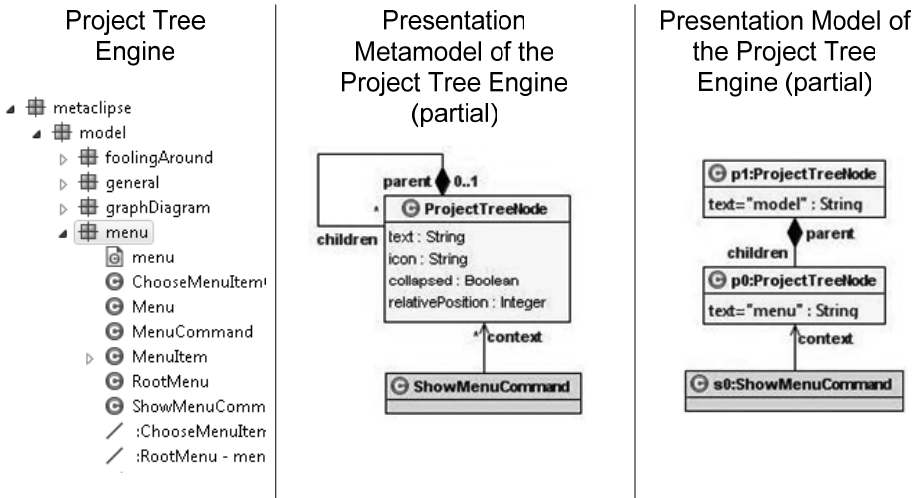 Project Tree
Engine
metaclipse
model
foolingAround
general
graphDiagram
menu
menu
ChooseMenuItem
Menu
MenuCommand
MenuItem
RootMenu
ShowMenuComm
:ChooseMenuItem
:RootMenu - men
Presentation
Metamodel of the
Project Tree Engine
(partial)
parent 0..1
*
children
ProjectTreeNode
text : String
icon : String
collapsed : Boolean
relativePosition : Integer
* context
ShowMenuCommand
Presentation Model of
the Project Tree
Engine (partial)
p1:ProjectTreeNode
text="model" : String
parent
children
p0:ProjectTreeNode
text="menu" : String
context
s0:ShowMenuCommand